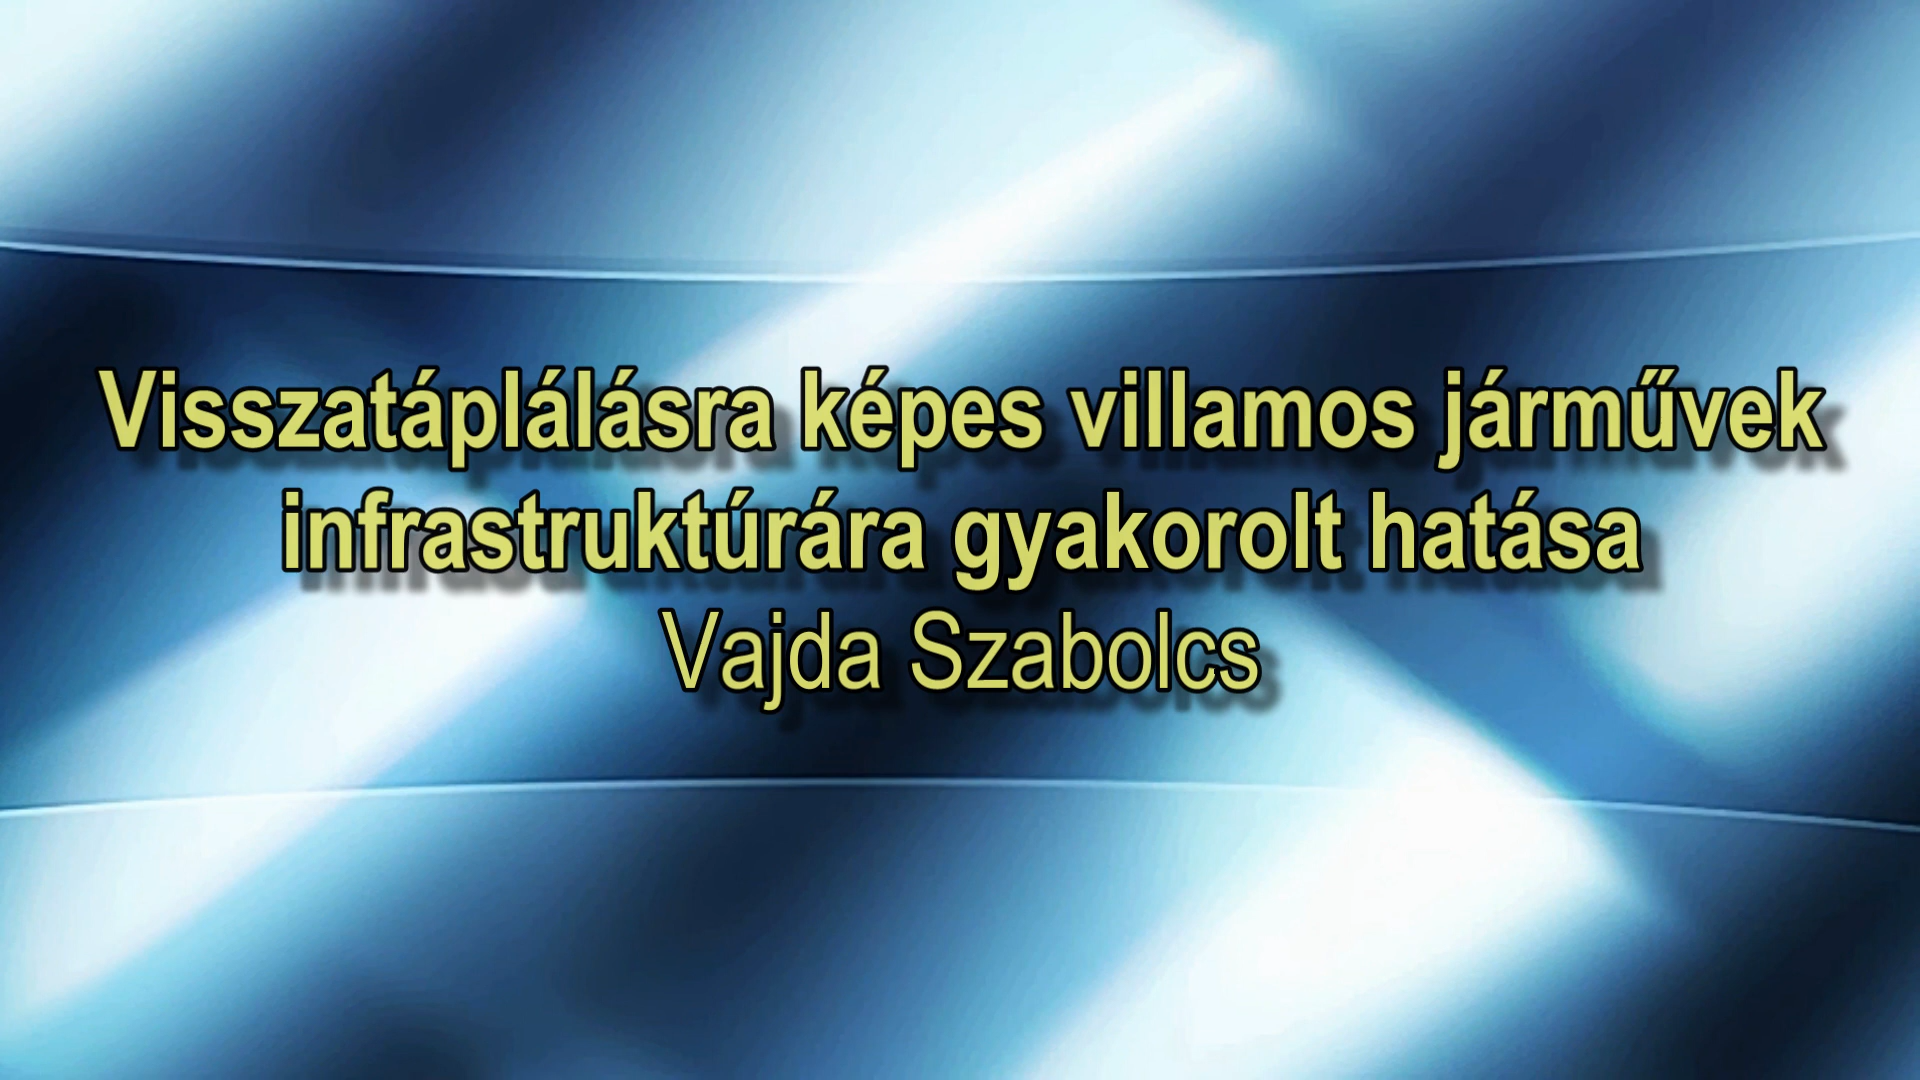 Visszatáplálásra képes villamos járművek
infrastruktúrára gyakorolt hatása
Vajda Szabolcs